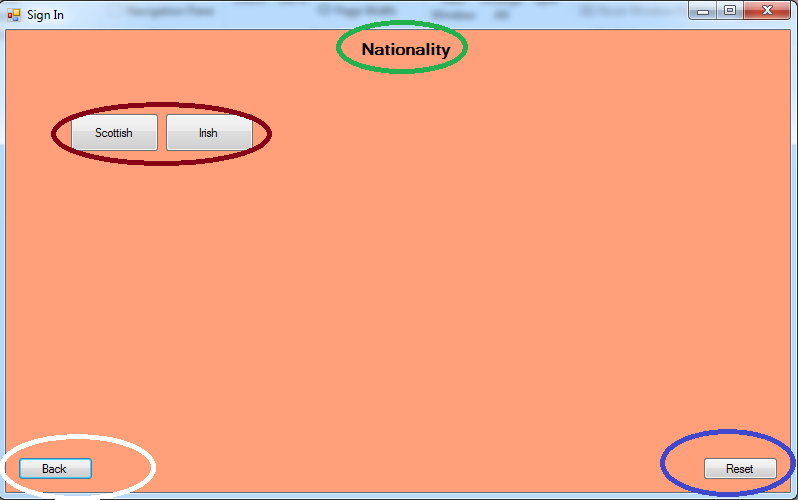 Sign In
Nationality
Scottish Irish
Back Reset